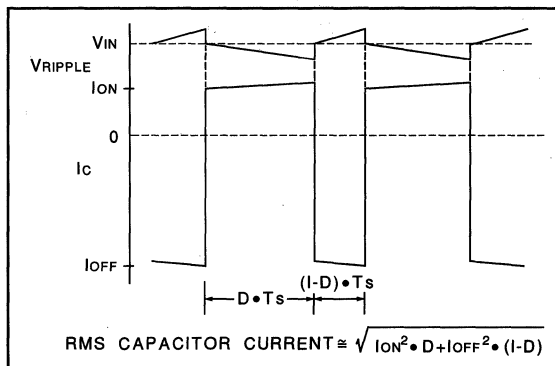 VIN
VRIPPLE
ION
0
IC
IOFF
(I-D)•Ts
D•Ts
RMS CAPACITOR CURRENT ≅ √ION²•D+IOFF²•(I-D)